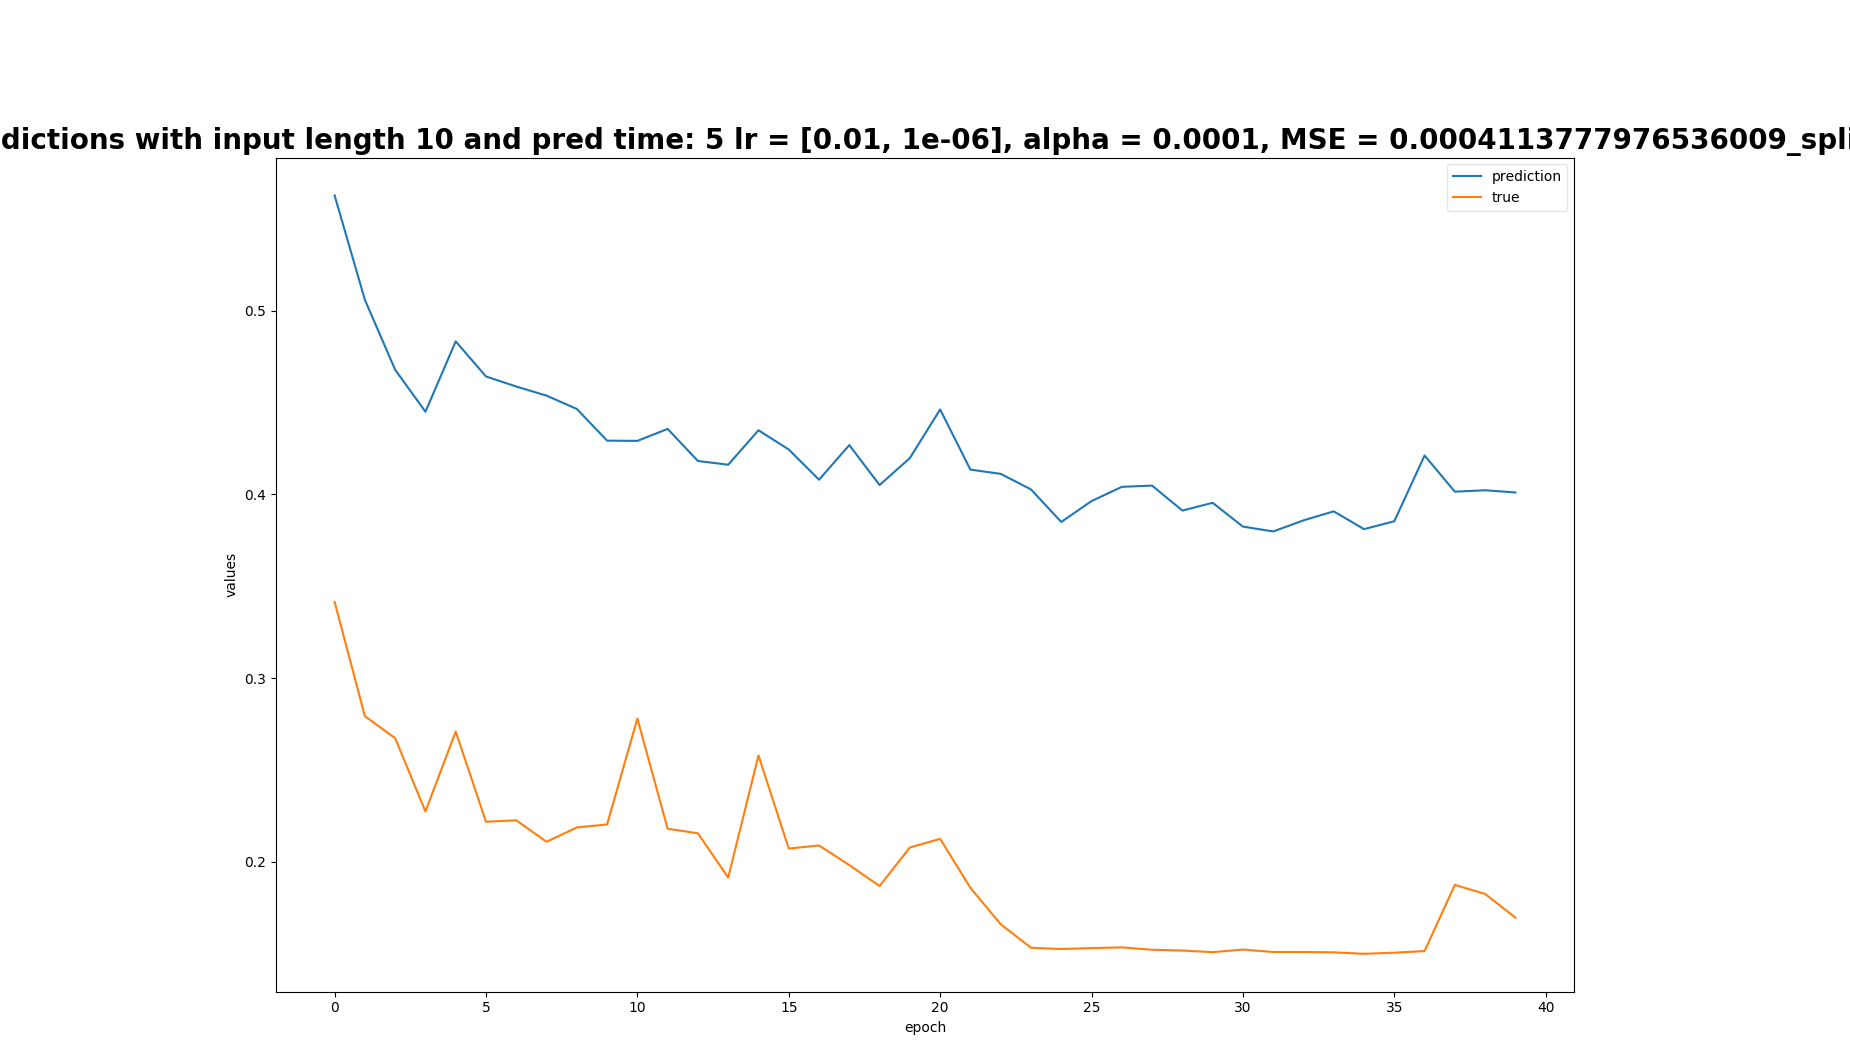 dictions with input length 10 and pred time: 5 lr = [0.01, 1e-06], alpha = 0.0001, MSE = 0.0004113777976536009_spli
prediction
true
0.5
0.4
0.3
0.2
values
0 5 10 15 20 25 30 35 40
epoch